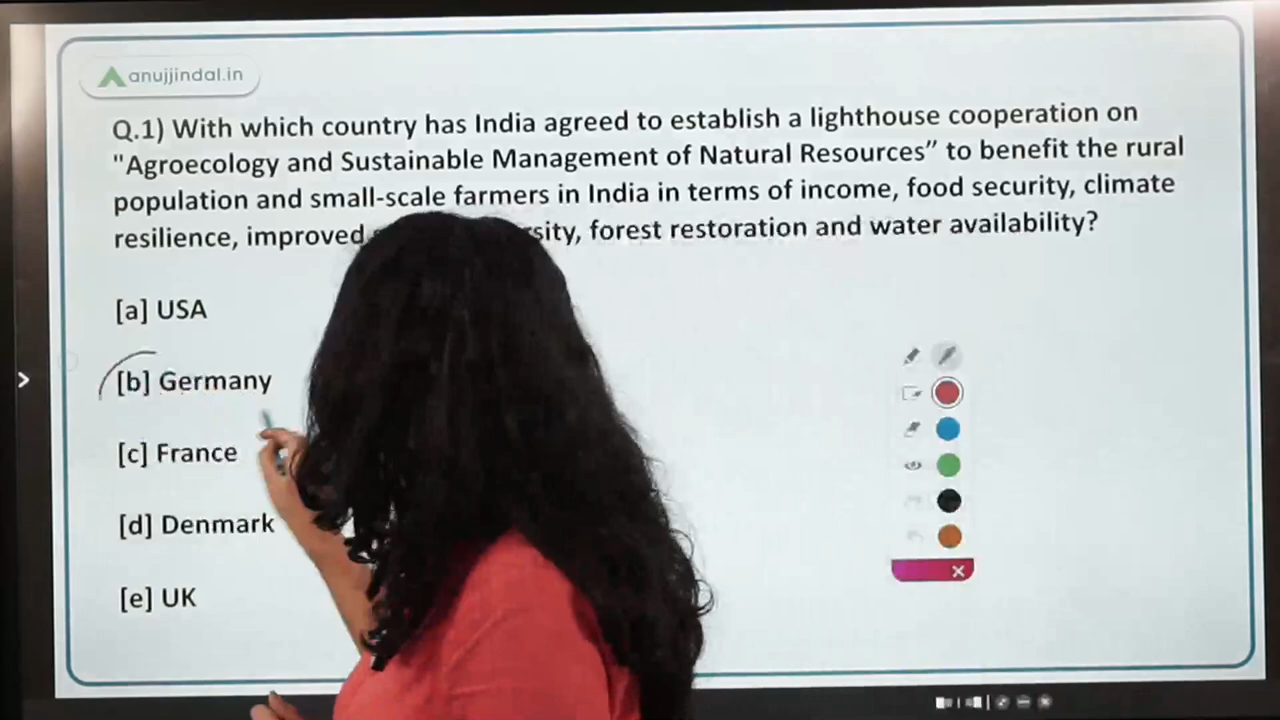 anujjindal.in
Q.1) With which country has India agreed to establish a lighthouse cooperation on
"Agroecology and Sustainable Management of Natural Resources” to benefit the rural
population and small-scale farmers in India in terms of income, food security, climate
resilience, improved forest restoration and water availability?
[a] USA
[b] Germany
[c] France
[d] Denmark
[e] UK